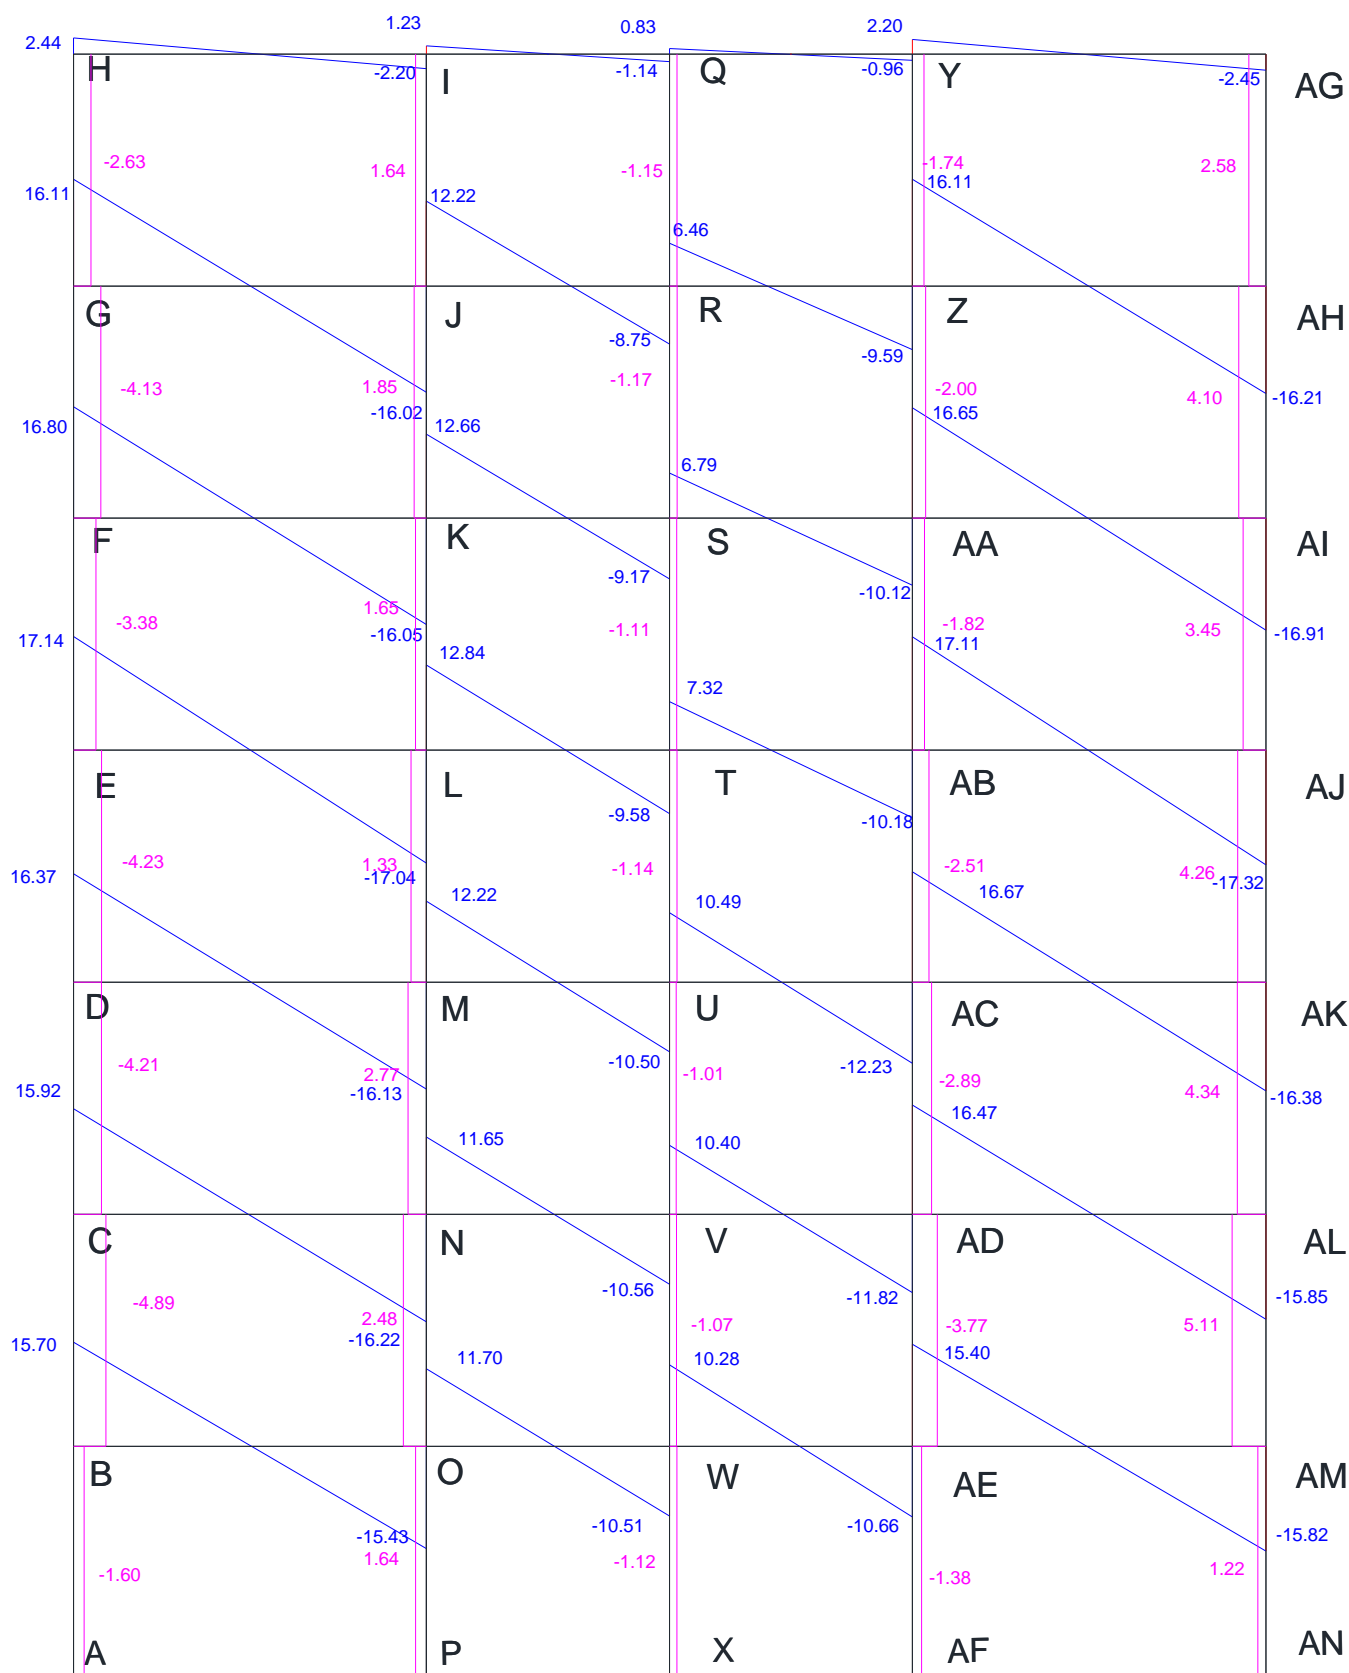 2.44 1.23 0.83 2.20
H -2.20 I -1.14 Q -0.96 Y -2.45 AG
-2.63 1.64 -1.15 -1.74 2.58
16.11 12.22 6.46 16.11
G J R Z AH
-8.75 -9.59
-4.13 1.85 -1.17 -2.00 4.10 -16.21
16.80 -16.02 12.66 6.79 16.65
F K S AA AI
-9.17 -10.12
-3.38 1.65 -1.11 -1.82 3.45 -16.91
17.14 -16.05 12.84 7.32 17.11
E L T AB AJ
-9.58 -10.18
-4.23 1.33 -1.14 -2.51 4.26
16.37 -17.04 12.22 10.49 16.67 -17.32
D M U AC AK
-4.21 2.77 -10.50 -1.01 -12.23 -2.89 4.34
15.92 -16.13 11.65 10.40 16.47 -16.38
C N V AD AL
-4.89 2.48 -10.56 -1.07 -11.82 -3.77 5.11 -15.85
15.70 -16.22 11.70 10.28 15.40
B O W AE AM
-15.43 -10.51 -10.66 -15.82
-1.60 1.64 -1.12 -1.38 1.22
A P X AF AN